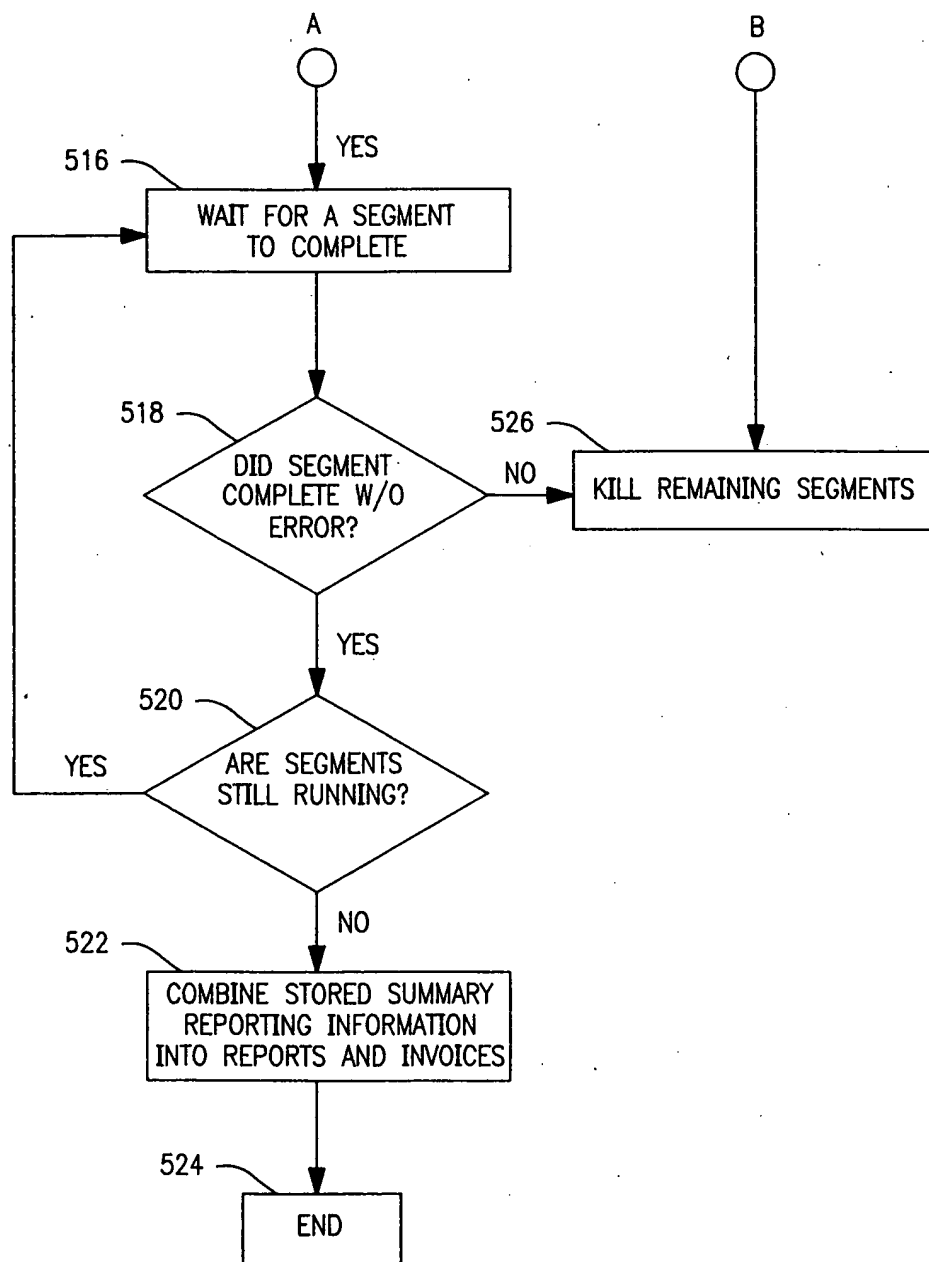 A
B
YES
516
WAIT FOR A SEGMENT
TO COMPLETE
518
DID SEGMENT
COMPLETE W/O
ERROR?
NO
526
KILL REMAINING SEGMENTS
YES
520
YES
ARE SEGMENTS
STILL RUNNING?
NO
522
COMBINE STORED SUMMARY
REPORTING INFORMATION
INTO REPORTS AND INVOICES
524
END